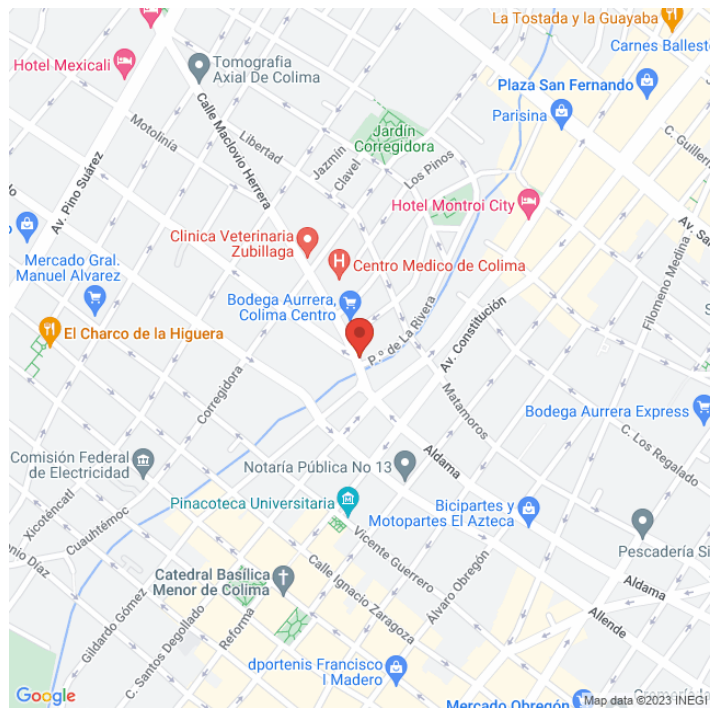 La Tostada y la Guayaba
Carnes Ballest
Hotel Mexicali
Tomografia
Axial De Colima
Plaza San Fernando
Parisina
Calle Maclovio Herrera
Motolinía
Libertad
Jardín
Corregidora
Jazmin
Clavel
Los Pinos
C. Guiller
Av. Pino Suárez
Hotel Montroi City
Av. Sa
Clinica Veterinaria
Zubillaga
Centro Medico de Colima
Filomeno Medina
Mercado Gral.
Manuel Alvarez
Bodega Aurrera,
Colima Centro
El Charco de la Higuera
P.º de La Rivera
Av. Constitución
Corregidora
Matamoros
Bodega Aurrera Express
C. Los Regalado
Comisión Federal
de Electricidad
Notaría Pública No 13
Aldama
Xicoténcatl
Cuauhtémoc
Pinacoteca Universitaria
Bicipartes y
Motopartes El Azteca
Pescadería Si
onio Díaz
Vicente Guerrero
Catedral Basílica
Menor de Colima
Calle Ignacio Zaragoza
Álvaro Obregón
Aldama
Allende
Gildardo Gómez
C. Santos Degollado
Reforma
dportenis Francisco
I Madero
Mercado Obregón
Google
Map data ©2023 INEGI